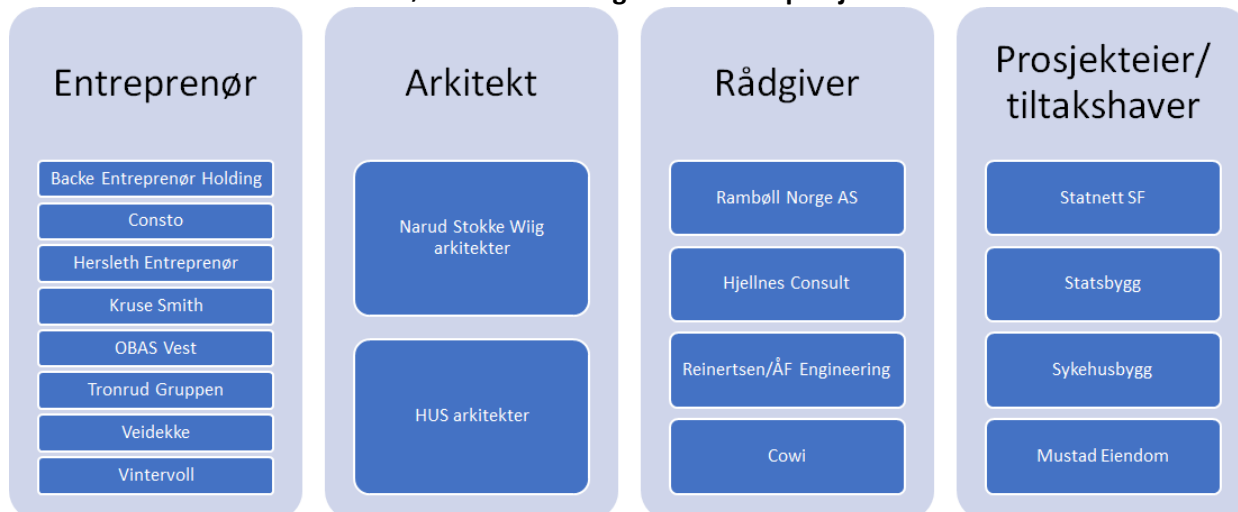 Entreprenør
Backe Entreprenør Holding
Consto
Hersleth Entreprenør
Kruse Smith
OBAS Vest
Tronrud Gruppen
Veidekke
Vintervoll
Arkitekt
Narud Stokke Wiig
arkitekter
HUS arkitekter
Rådgiver
Rambøll Norge AS
Hjellnes Consult
Reinertsen/ÅF Engineering
Cowi
Prosjekteier/
tiltakshaver
Statnett SF
Statsbygg
Sykehusbygg
Mustad Eiendom